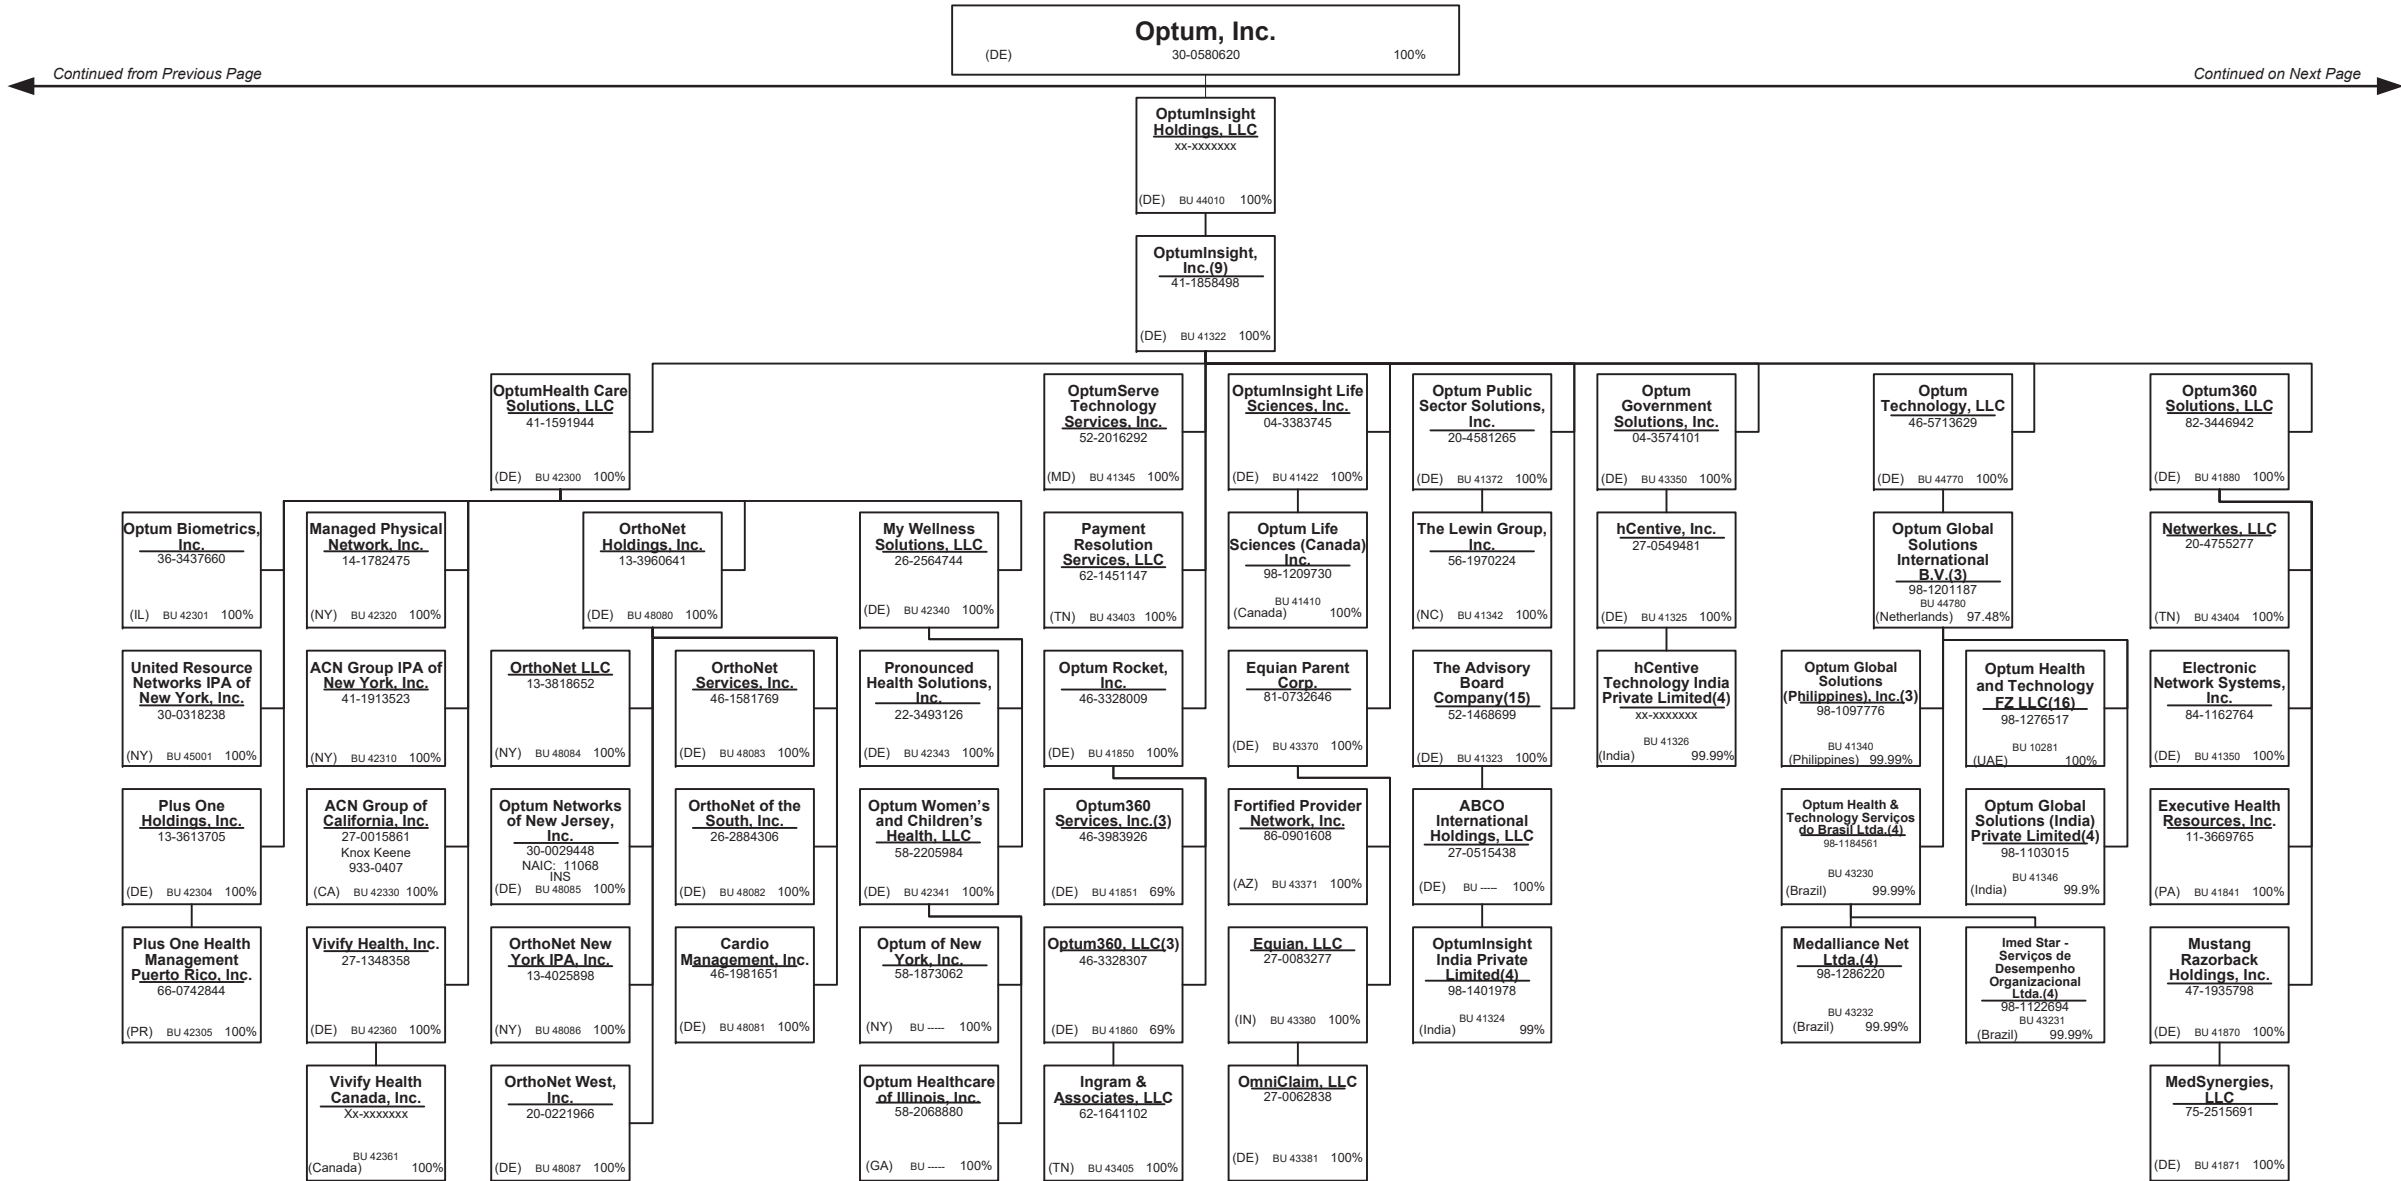 Optum, Inc.
(DE) 30-0580620 100%
Continued from Previous Page
Continued on Next Page
OptumInsight
Holdings, LLC
xx-xxxxxxx
(DE) BU 44010 100%
OptumInsight,
Inc.(9)
41-1858498
(DE) BU 41322 100%
OptumHealth Care
Solutions, LLC
41-1591944
(DE) BU 42300 100%
OptumServe
Technology
Services, Inc.
52-2016292
(MD) BU 41345 100%
OptumInsight Life
Sciences, Inc.
04-3383745
(DE) BU 41422 100%
Optum Public
Sector Solutions,
Inc.
20-4581265
(DE) BU 41372 100%
Optum
Government
Solutions, Inc.
04-3574101
(DE) BU 43350 100%
Optum
Technology, LLC
46-5713629
(DE) BU 44770 100%
Optum360
Solutions, LLC
82-3446942
(DE) BU 41880 100%
Optum Biometrics,
Inc.
36-3437660
(IL) BU 42301 100%
Managed Physical
Network, Inc.
14-1782475
(NY) BU 42320 100%
OrthoNet
Holdings, Inc.
13-3960641
(DE) BU 48080 100%
My Wellness
Solutions, LLC
26-2564744
(DE) BU 42340 100%
Payment
Resolution
Services, LLC
62-1451147
(TN) BU 43403 100%
Optum Life
Sciences (Canada)
Inc.
98-1209730
BU 41410
(Canada) 100%
The Lewin Group,
Inc.
56-1970224
(NC) BU 41342 100%
hCentive, Inc.
27-0549481
(DE) BU 41325 100%
Optum Global
Solutions
International
B.V.(3)
98-1201187
BU 44780
(Netherlands) 97.48%
Netwerkes, LLC
20-4755277
(TN) BU 43404 100%
United Resource
Networks IPA of
New York, Inc.
30-0318238
(NY) BU 45001 100%
ACN Group IPA of
New York, Inc.
41-1913523
(NY) BU 42310 100%
OrthoNet LLC
13-3818652
(NY) BU 48084 100%
OrthoNet
Services, Inc.
46-1581769
(DE) BU 48083 100%
Pronounced
Health Solutions,
Inc.
22-3493126
(DE) BU 42343 100%
Optum Rocket,
Inc.
46-3328009
(DE) BU 41850 100%
Equian Parent
Corp.
81-0732646
(DE) BU 43370 100%
The Advisory
Board
Company(15)
52-1468699
(DE) BU 41323 100%
hCentive
Technology India
Private Limited(4)
xx-xxxxxxx
BU 41326
(India) 99.99%
Optum Global
Solutions
(Philippines), Inc.(3)
98-1097776
BU 41340
(Philippines) 99.99%
Optum Health
and Technology
FZ LLC(16)
98-1276517
BU 10281
(UAE) 100%
Electronic
Network Systems,
Inc.
84-1162764
(DE) BU 41350 100%
Plus One
Holdings, Inc.
13-3613705
(DE) BU 42304 100%
ACN Group of
California, Inc.
27-0015861
Knox Keene
933-0407
(CA) BU 42330 100%
Optum Networks
of New Jersey,
Inc.
30-0029448
NAIC: 11068
INS
(DE) BU 48085 100%
OrthoNet of the
South, Inc.
26-2884306
(DE) BU 48082 100%
Optum Women's
and Children's
Health, LLC
58-2205984
(DE) BU 42341 100%
Optum360
Services, Inc.(3)
46-3983926
(DE) BU 41851 69%
Fortified Provider
Network, Inc.
86-0901608
(AZ) BU 43371 100%
ABCO
International
Holdings, LLC
27-0515438
(DE) BU ----- 100%
Optum Health &
Technology Serviços
do Brasil Ltda.(4)
98-1184561
BU 43230
(Brazil) 99.99%
Optum Global
Solutions (India)
Private Limited(4)
98-1103015
BU 41346
(India) 99.9%
Executive Health
Resources, Inc.
11-3669765
(PA) BU 41841 100%
Plus One Health
Management
Puerto Rico, Inc.
66-0742844
(PR) BU 42305 100%
Vivify Health, Inc.
27-1348358
(DE) BU 42360 100%
OrthoNet New
York IPA, Inc.
13-4025898
(NY) BU 48086 100%
Cardio
Management, Inc.
46-1981651
(DE) BU 48081 100%
Optum of New
York, Inc.
58-1873062
(NY) BU ----- 100%
Optum360, LLC(3)
46-3328307
(DE) BU 41860 69%
Equian, LLC
27-0083277
(IN) BU 43380 100%
OptumInsight
India Private
Limited(4)
98-1401978
BU 41324
(India) 99%
Medalliance Net
Ltda.(4)
98-1286220
BU 43232
(Brazil) 99.99%
Imed Star -
Serviços de
Desempenho
Organizacional
Ltda.(4)
98-1122694
BU 43231
(Brazil) 99.99%
Mustang
Razorback
Holdings, Inc.
47-1935798
(DE) BU 41870 100%
Vivify Health
Canada, Inc.
Xx-xxxxxxx
BU 42361
(Canada) 100%
OrthoNet West,
Inc.
20-0221966
(DE) BU 48087 100%
Optum Healthcare
of Illinois, Inc.
58-2068880
(GA) BU ----- 100%
Ingram &
Associates, LLC
62-1641102
(TN) BU 43405 100%
OmniClaim, LLC
27-0062838
(DE) BU 43381 100%
MedSynergies,
LLC
75-2515691
(DE) BU 41871 100%